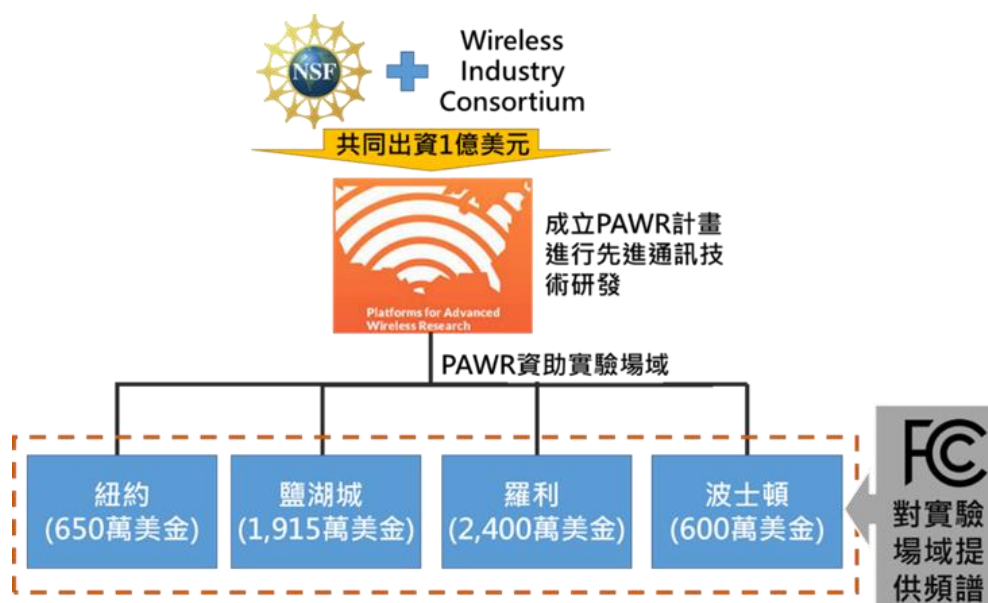 NSF
Wireless
Industry
Consortium
共同出資1億美元
成立PAWR計畫
進行先進通訊技
術研發
Platforms for Advanced
Wireless Research
PAWR資助實驗場域
紐約
(650萬美金)
鹽湖城
(1,915萬美金)
羅利
(2,400萬美金)
波士頓
(600萬美金)
FC
對實驗
場域提
供頻譜